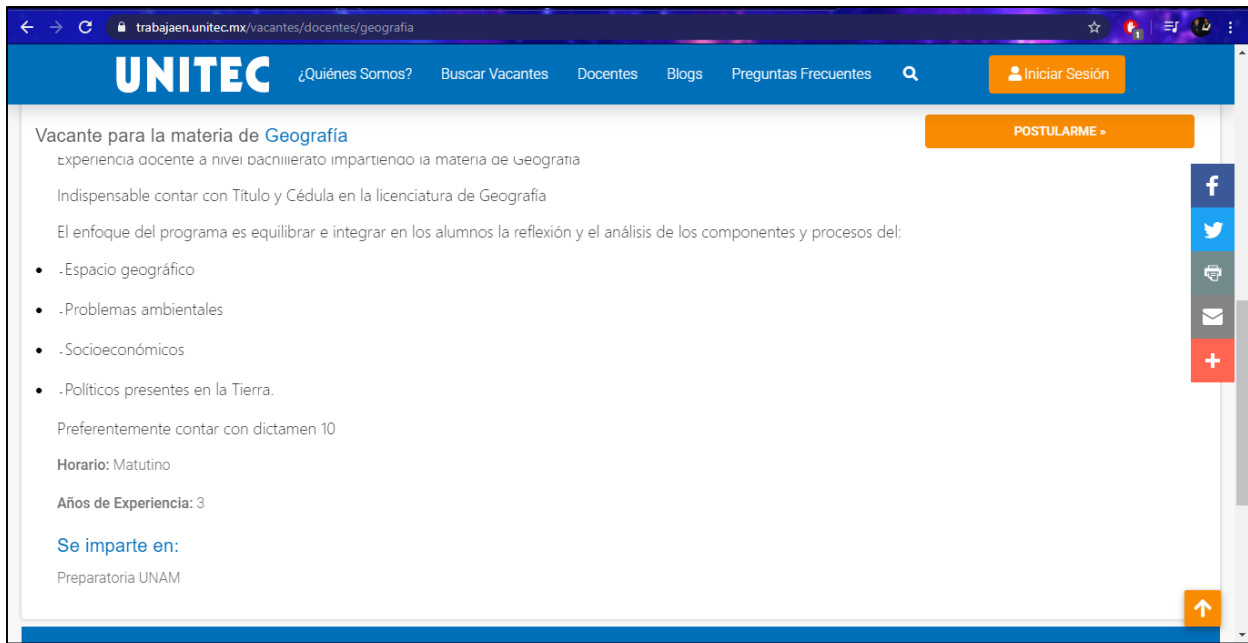 trabajaen.unitec.mx/vacantes/docentes/geografia
1
UNITEC ¿Quiénes Somos? Buscar Vacantes Docentes Blogs Preguntas Frecuentes Iniciar Sesión
Vacante para la materia de Geografía POSTULARME »
Experiencia docente a nivel bachillerato impartiendo la materia de Geografía
Indispensable contar con Título y Cédula en la licenciatura de Geografía
El enfoque del programa es equilibrar e integrar en los alumnos la reflexión y el análisis de los componentes y procesos del:
• -Espacio geográfico
• -Problemas ambientales
• -Socioeconómicos
• -Políticos presentes en la Tierra.
Preferentemente contar con dictamen 10
Horario: Matutino
Años de Experiencia: 3
Se imparte en:
Preparatoria UNAM